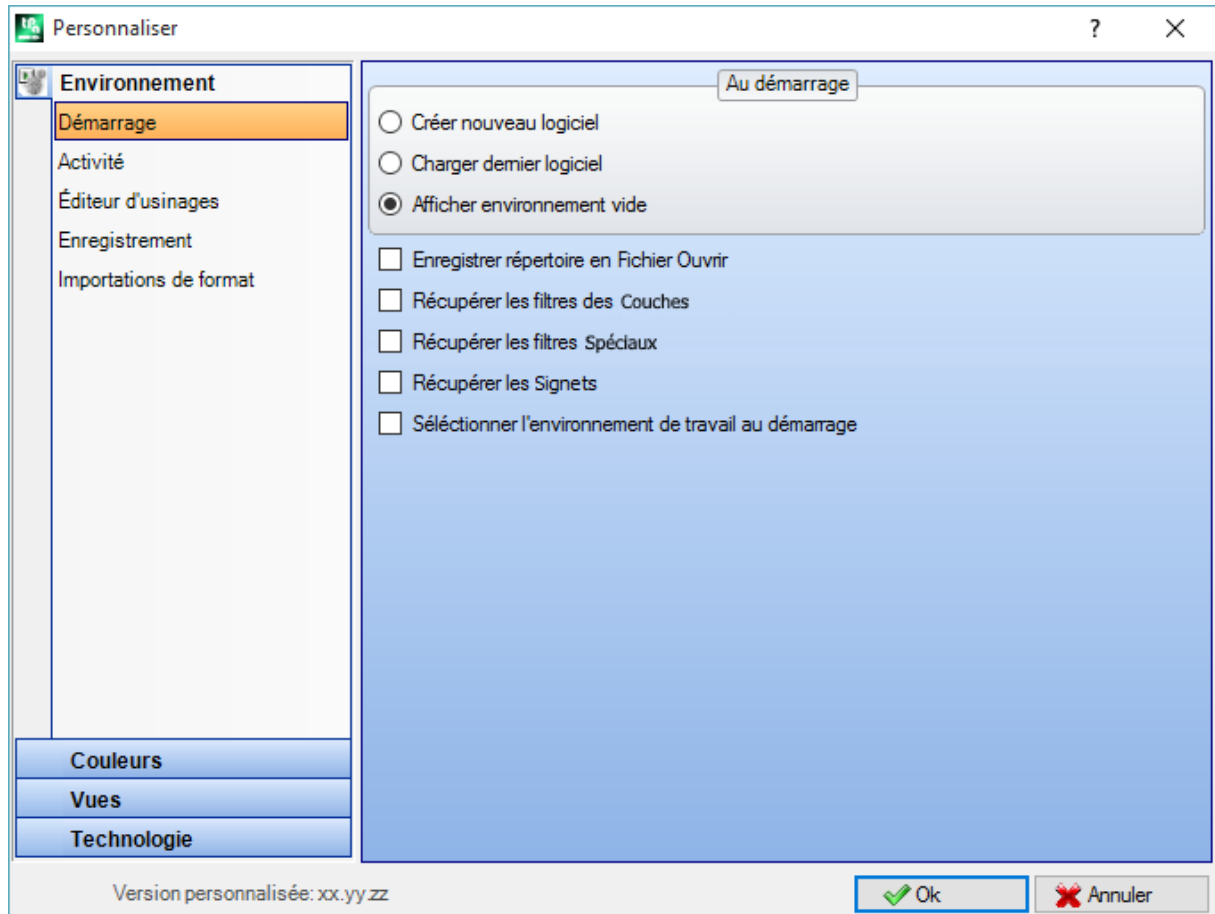 Personnaliser
?
Environnement
Démarrage
Activité
Éditeur d'usinages
Enregistrement
Importations de format
Couleurs
Vues
Technologie
Au démarrage
Créer nouveau logiciel
Charger dernier logiciel
Afficher environnement vide
Enregistrer répertoire en Fichier Ouvrir
Récupérer les filtres des Couches
Récupérer les filtres Spéciaux
Récupérer les Signets
Séléctionner l'environnement de travail au démarrage
Version personnalisée: xx.yy.zz
Ok
Annuler